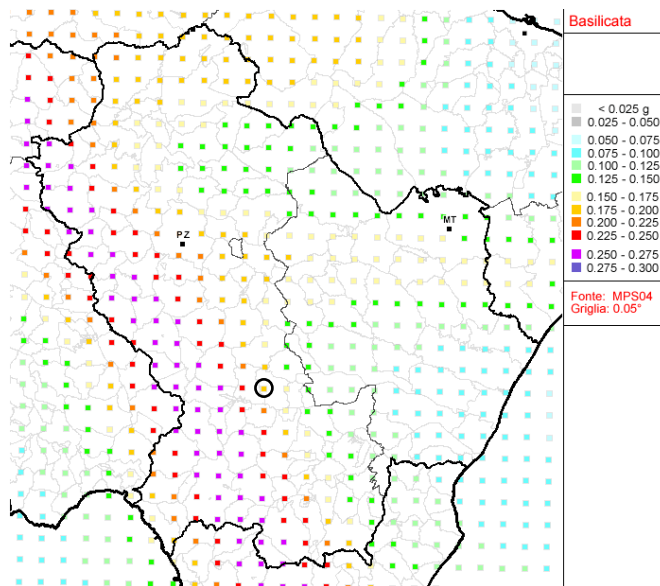 Basilicata
< 0.025 g
0.025 - 0.050
0.050 - 0.075
0.075 - 0.100
0.100 - 0.125
0.125 - 0.150
0.150 - 0.175
0.175 - 0.200
0.200 - 0.225
0.225 - 0.250
0.250 - 0.275
0.275 - 0.300
Fonte: MPS04
Griglia: 0.05°
MT
PZ